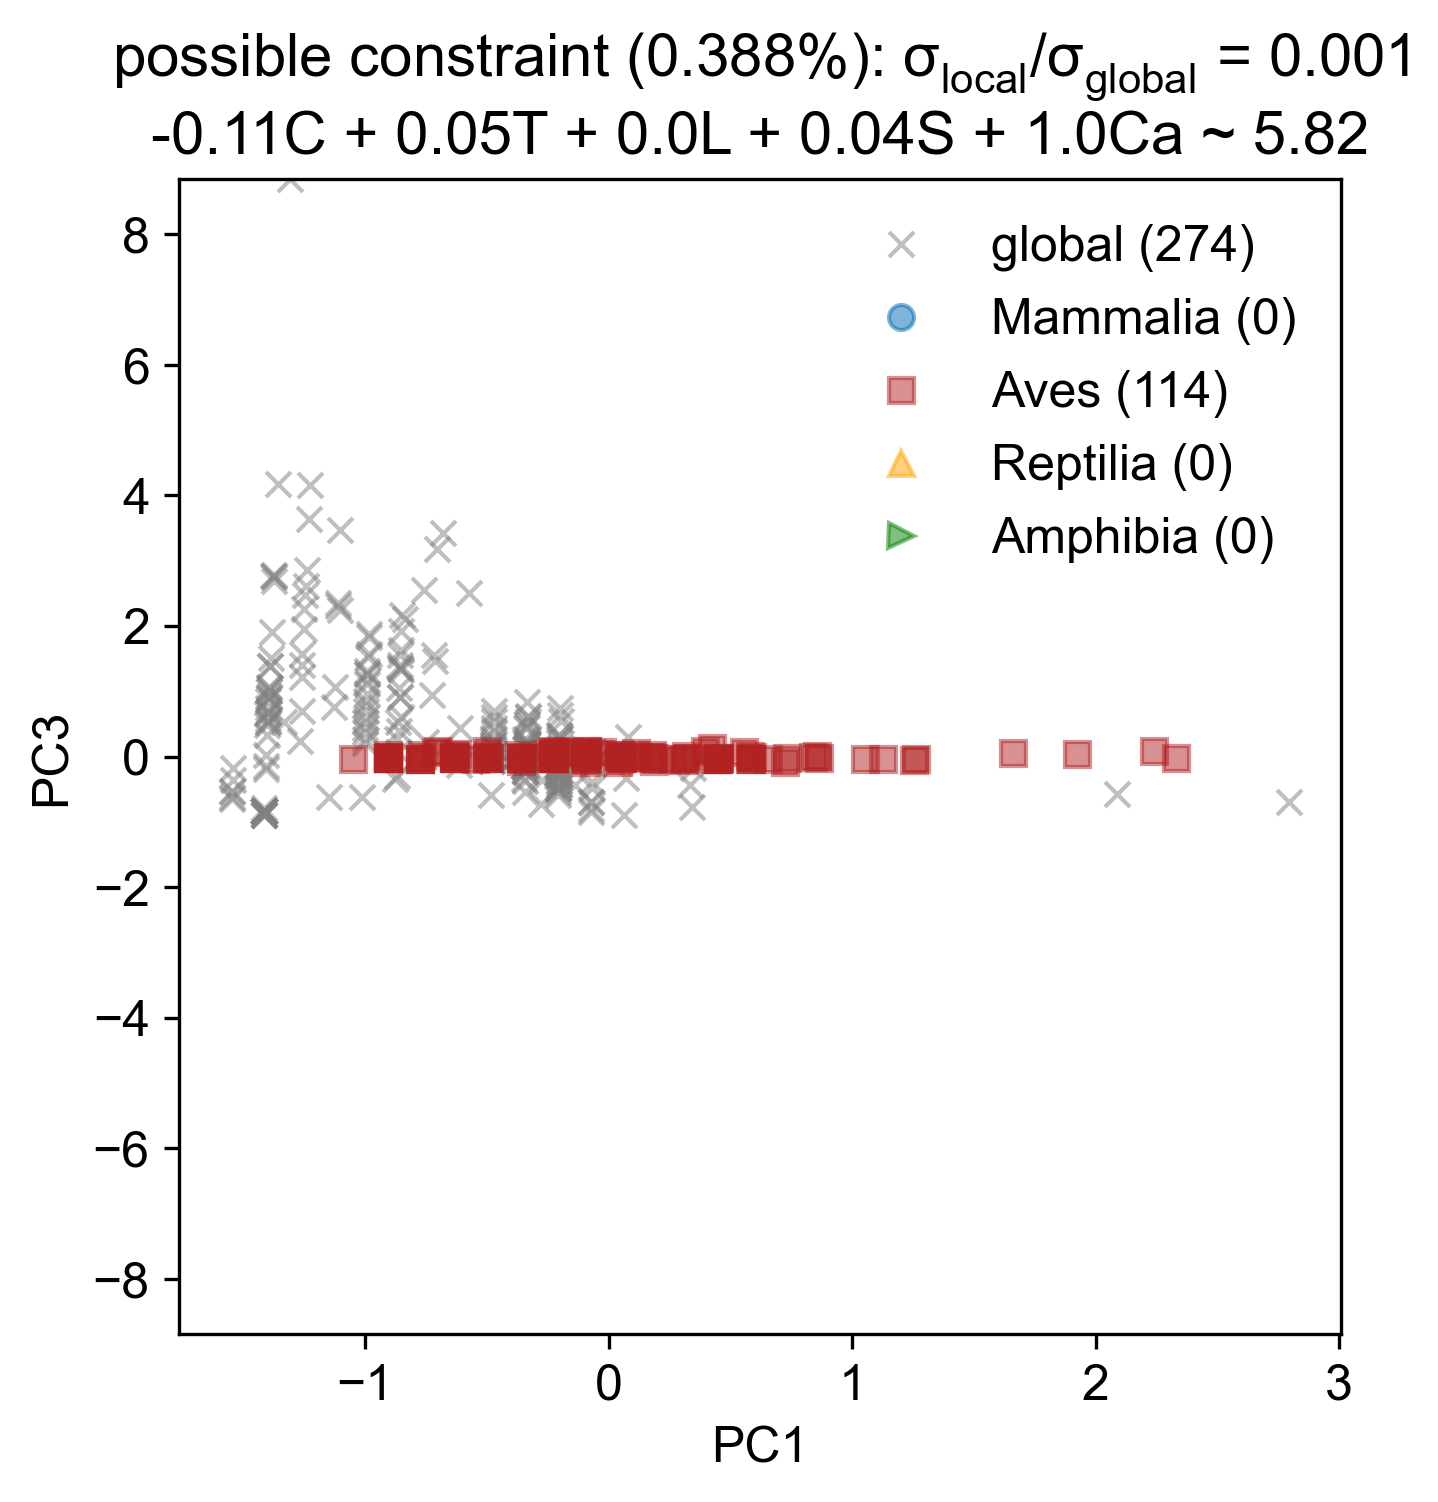 possible constraint (0.388%): σlocal/σglobal = 0.001
-0.11C + 0.05T + 0.0L + 0.04S + 1.0Ca ~ 5.82
global (274)
Mammalia (0)
Aves (114)
Reptilia (0)
Amphibia (0)
8
6
4
2
0
−2
−4
−6
−8
PC3
−1
0
1
2
3
PC1